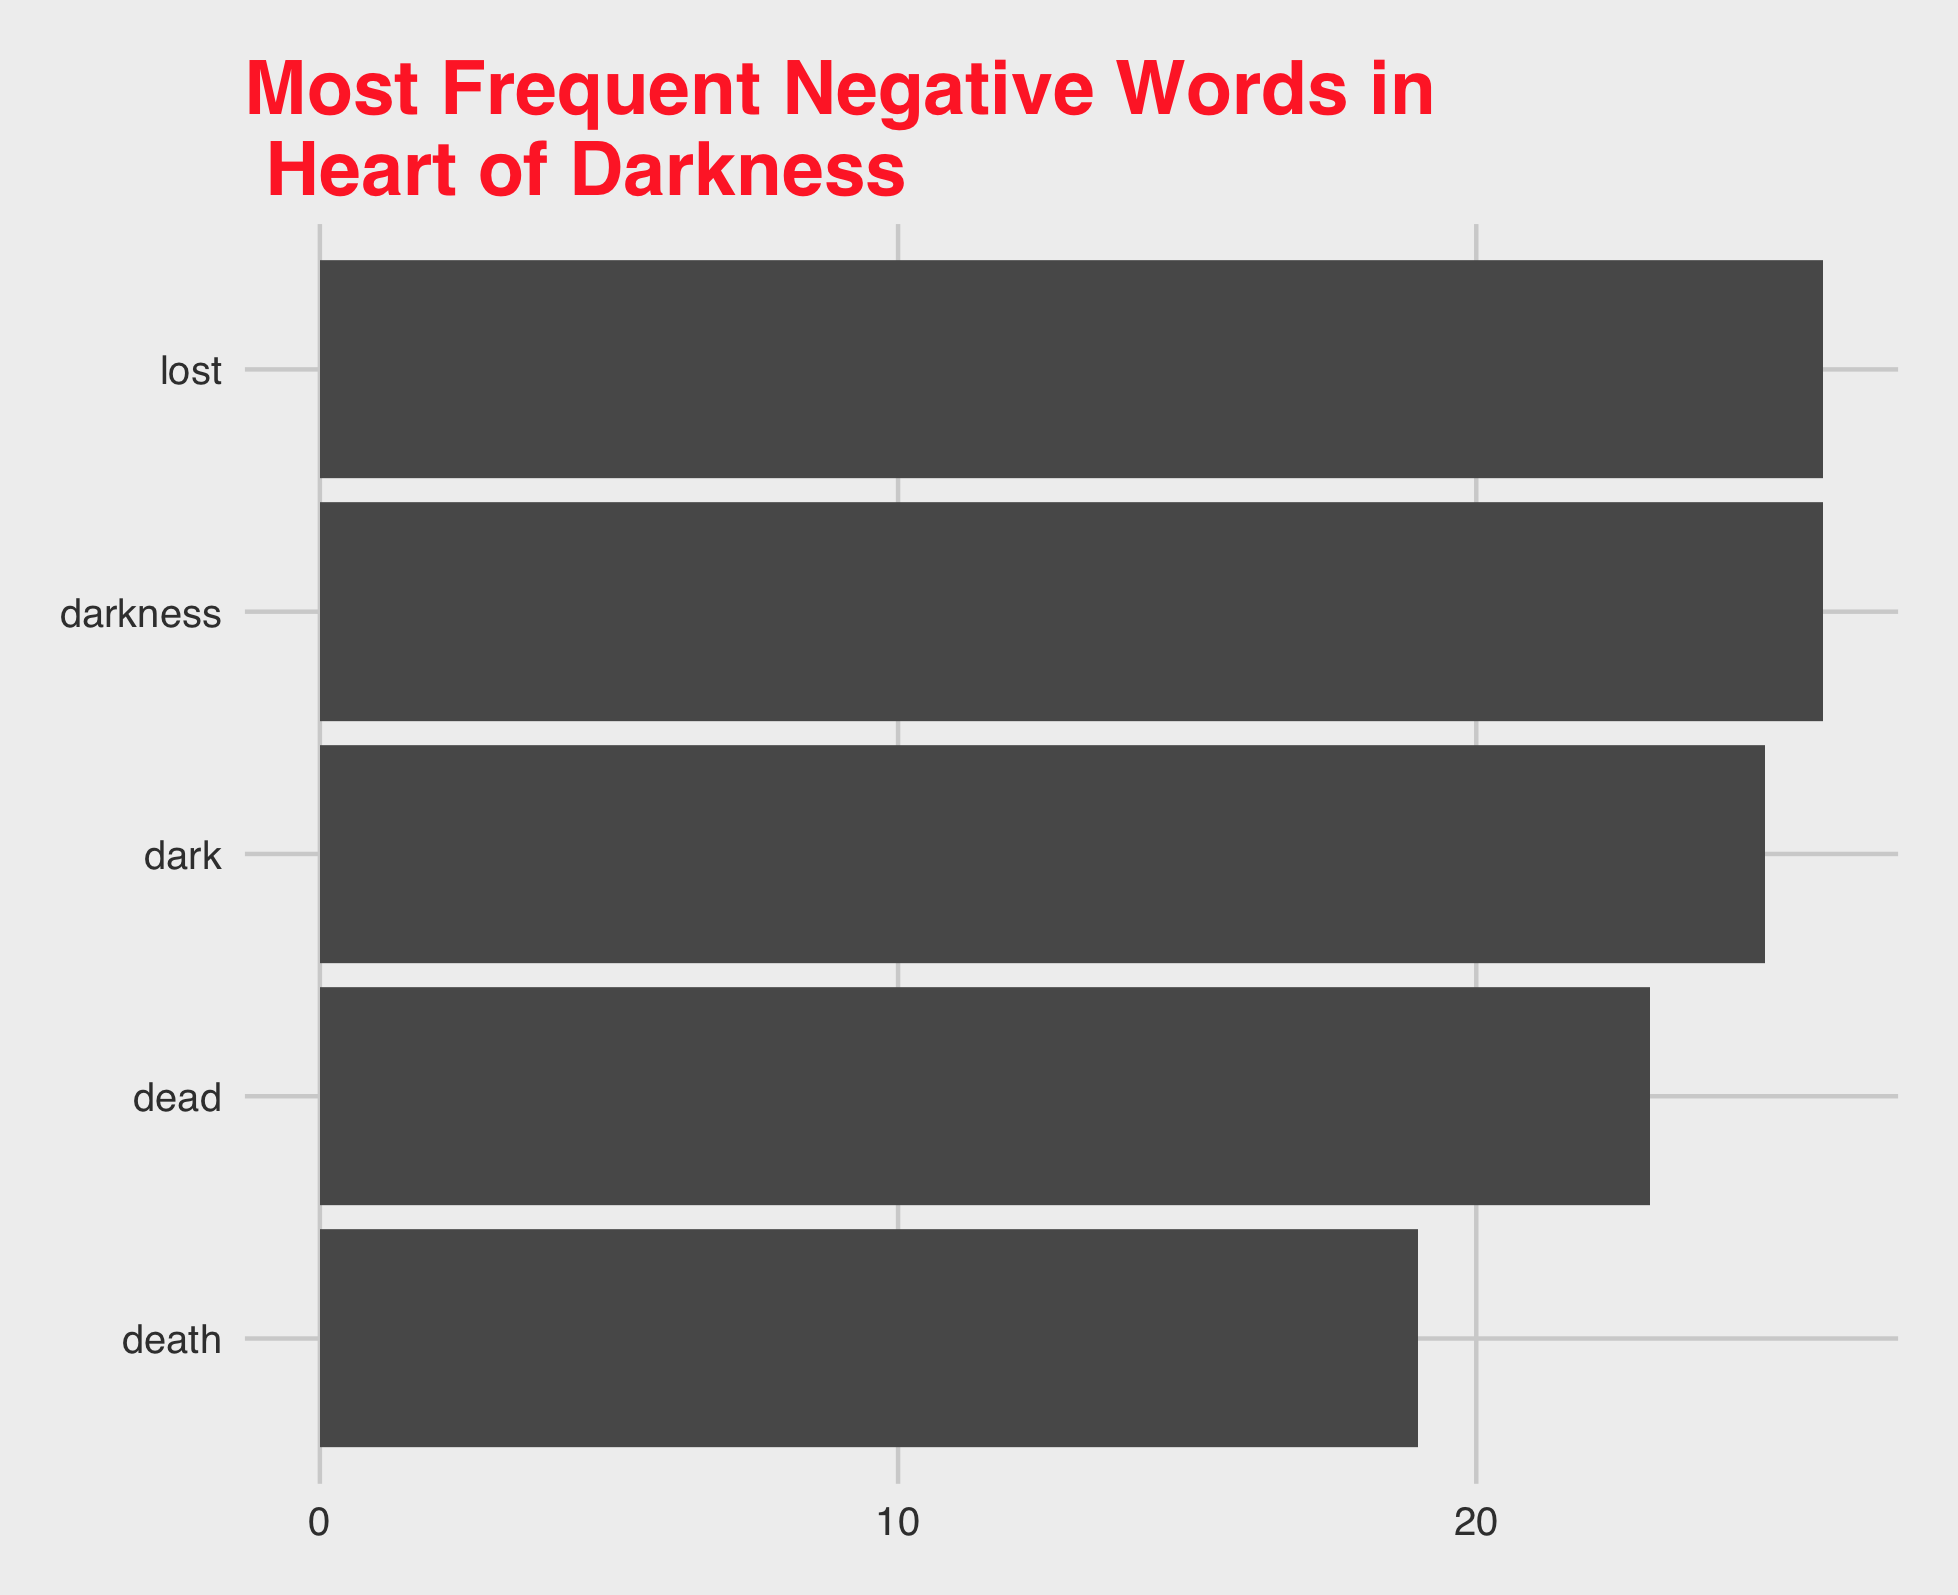 Most Frequent Negative Words in
Heart of Darkness
lost
darkness
dark
dead
death
0 10 20